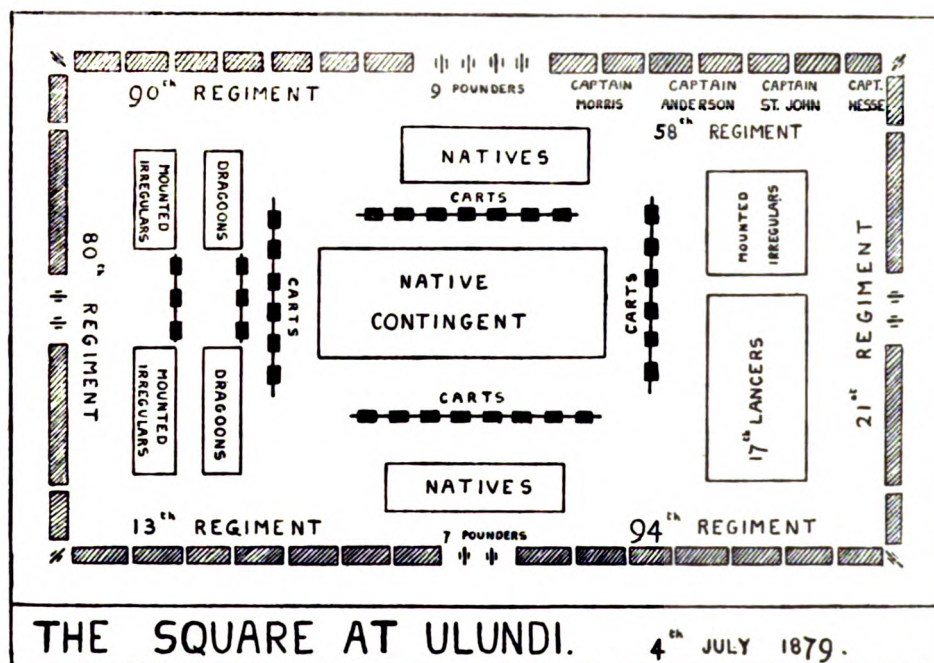 90th REGIMENT
9 POUNDERS
CAPTAIN MORRIS
CAPTAIN ANDERSON
CAPTAIN ST. JOHN
CAPT. HESSE
58th REGIMENT
NATIVES
MOUNTED IRREGULARS
DRAGOONS
CARTS
MOUNTED IRREGULARS
80th REGIMENT
CARTS
NATIVE
CONTINGENT
CARTS
21st REGIMENT
MOUNTED IRREGULARS
DRAGOONS
CARTS
17th LANCERS
NATIVES
13th REGIMENT
7 POUNDERS
94th REGIMENT
THE SQUARE AT ULUNDI. 4th JULY 1879.